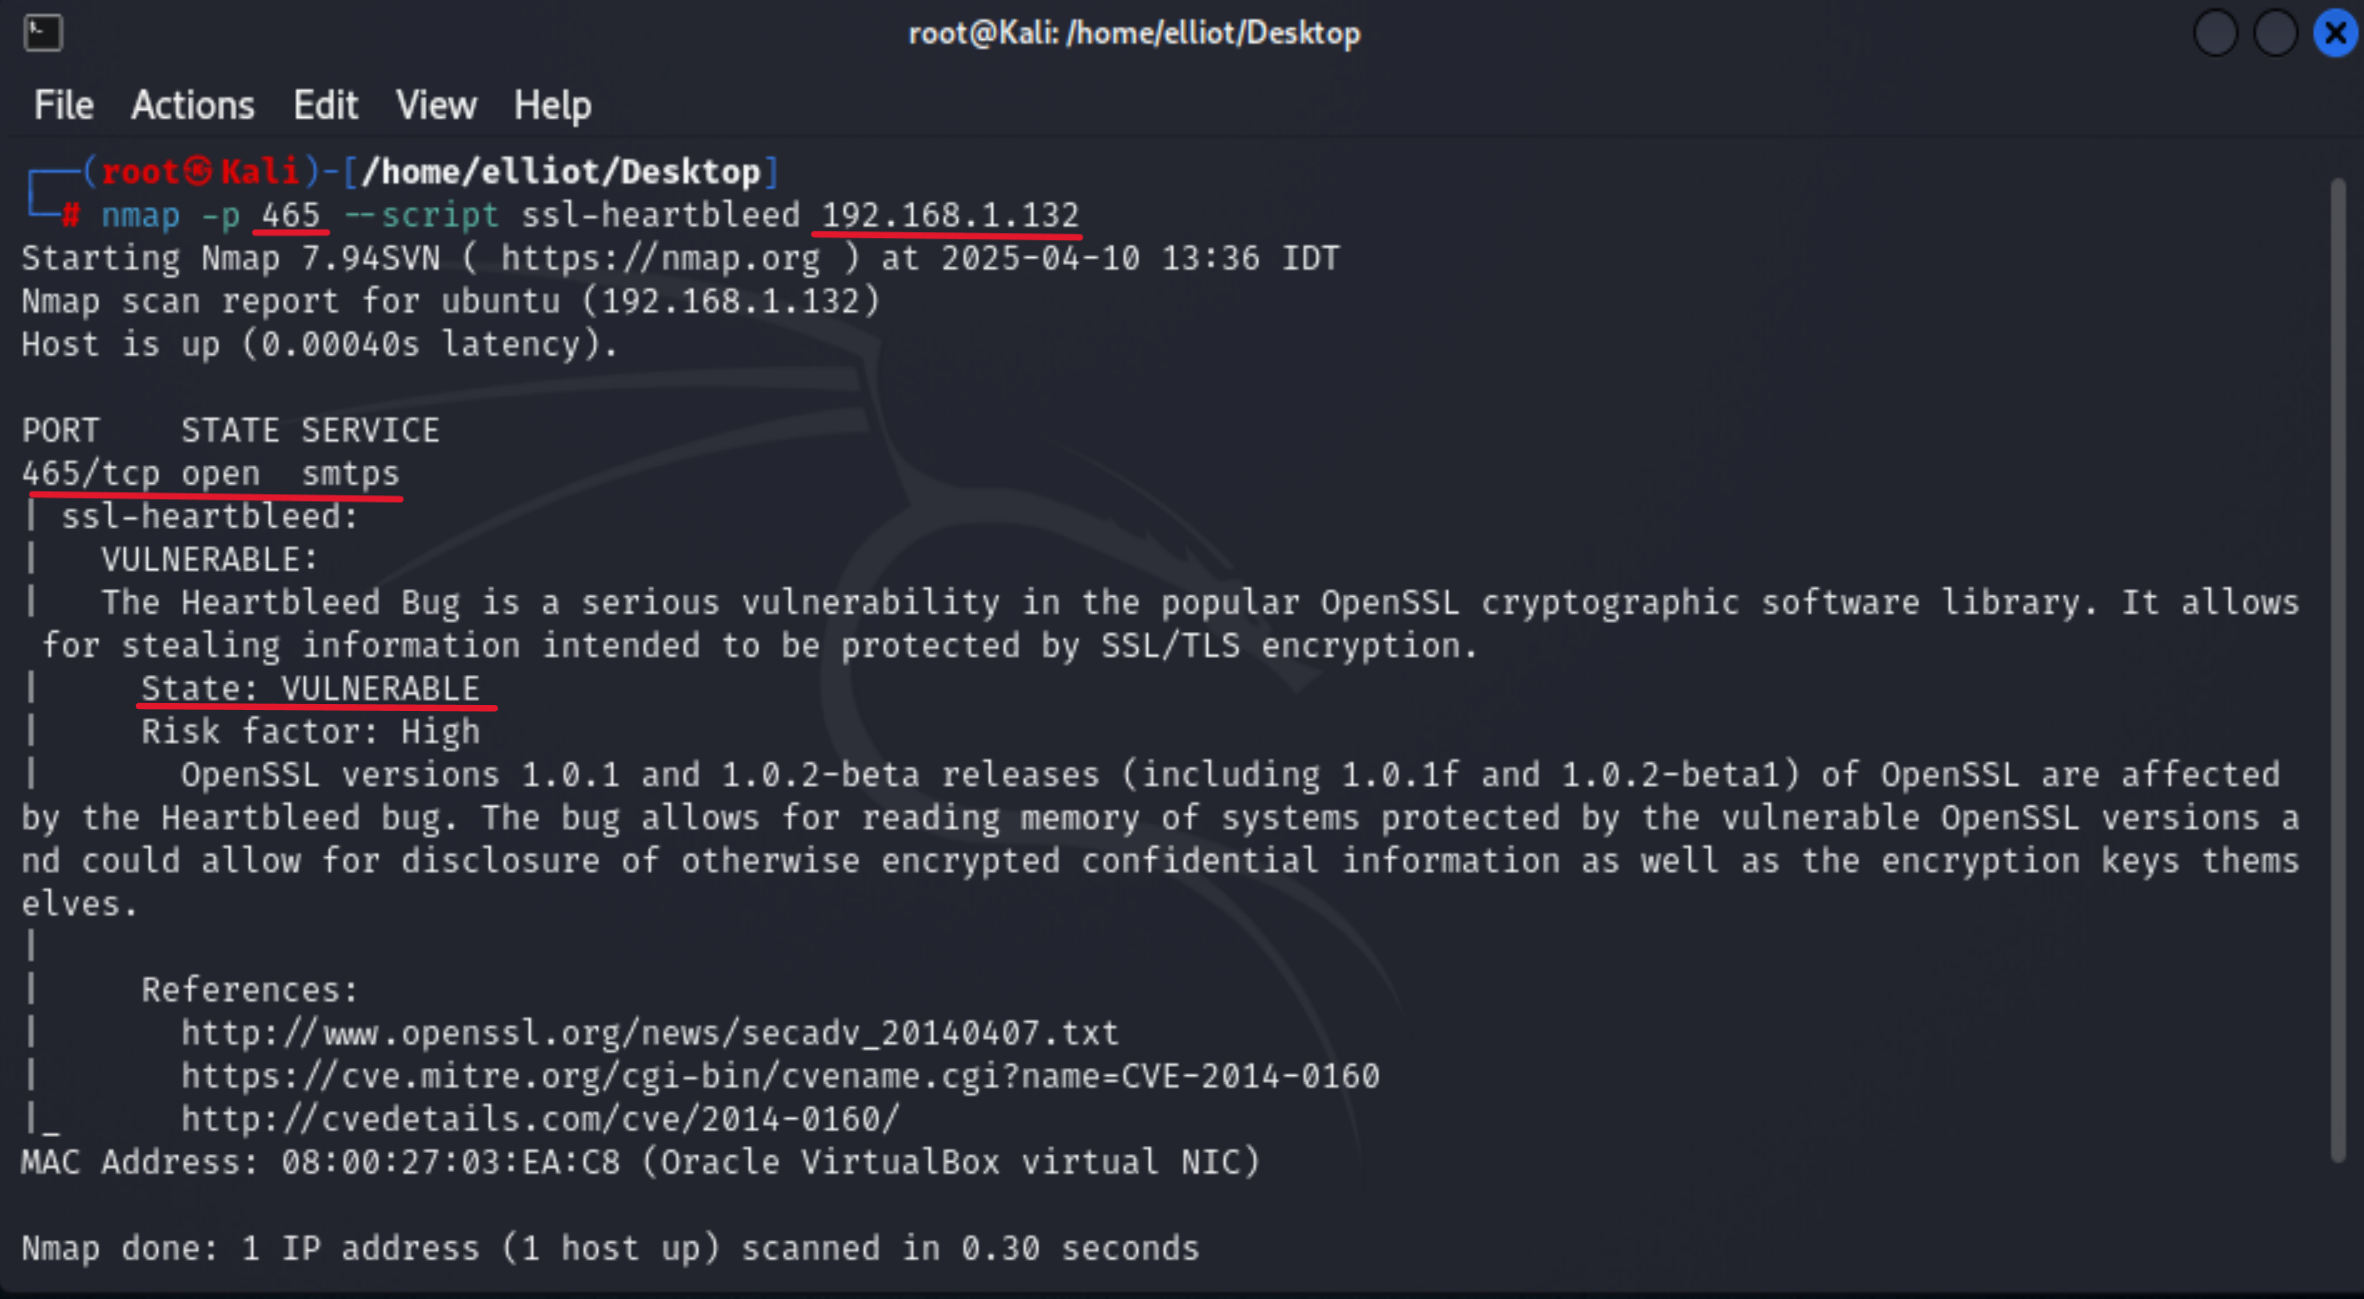 root@Kali: /home/elliot/Desktop
File Actions Edit View Help
┌──(root㉿Kali)-[/home/elliot/Desktop]
└─# nmap -p 465 --script ssl-heartbleed 192.168.1.132
Starting Nmap 7.94SVN ( https://nmap.org ) at 2025-04-10 13:36 IDT
Nmap scan report for ubuntu (192.168.1.132)
Host is up (0.00040s latency).
PORT    STATE SERVICE
465/tcp open  smtps
| ssl-heartbleed:
|   VULNERABLE:
|   The Heartbleed Bug is a serious vulnerability in the popular OpenSSL cryptographic software library. It allows
 for stealing information intended to be protected by SSL/TLS encryption.
|     State: VULNERABLE
|     Risk factor: High
|       OpenSSL versions 1.0.1 and 1.0.2-beta releases (including 1.0.1f and 1.0.2-beta1) of OpenSSL are affected
by the Heartbleed bug. The bug allows for reading memory of systems protected by the vulnerable OpenSSL versions a
nd could allow for disclosure of otherwise encrypted confidential information as well as the encryption keys thems
elves.
|
|     References:
|       http://www.openssl.org/news/secadv_20140407.txt
|       https://cve.mitre.org/cgi-bin/cvename.cgi?name=CVE-2014-0160
|_      http://cvedetails.com/cve/2014-0160/
MAC Address: 08:00:27:03:EA:C8 (Oracle VirtualBox virtual NIC)
Nmap done: 1 IP address (1 host up) scanned in 0.30 seconds